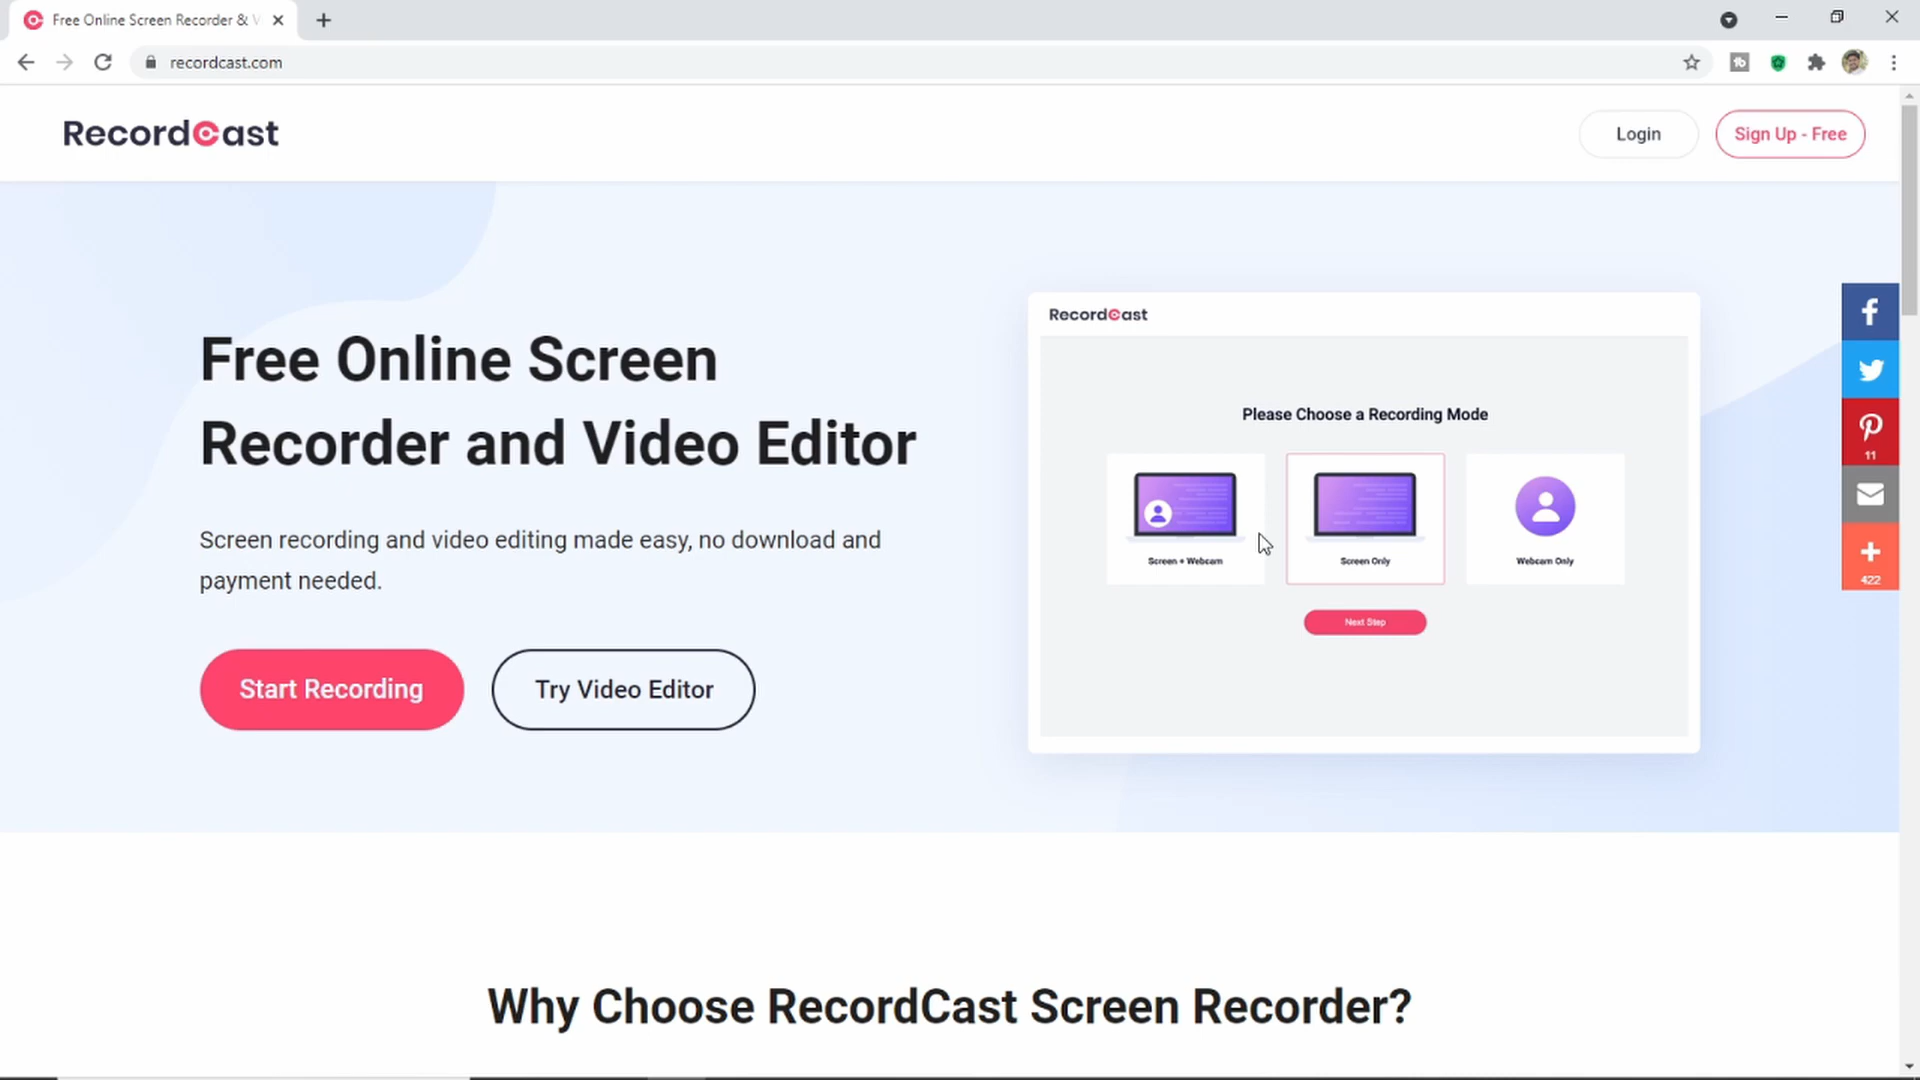 Free Online Screen Recorder & V
recordcast.com
RecordCast
Login
Sign Up - Free
Free Online Screen
Recorder and Video Editor
Screen recording and video editing made easy, no download and
payment needed.
Start Recording
Try Video Editor
RecordCast
Please Choose a Recording Mode
Screen + Webcam
Screen Only
Webcam Only
Next Step
11
422
Why Choose RecordCast Screen Recorder?